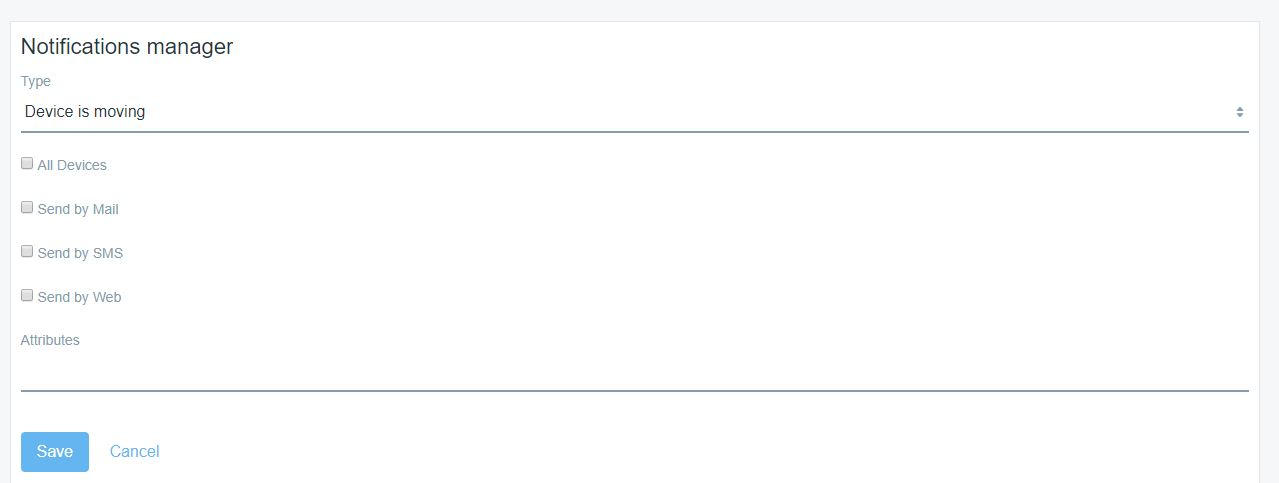 Notifications manager
Type
Device is moving
All Devices
Send by Mail
Send by SMS
Send by Web
Attributes
Save Cancel